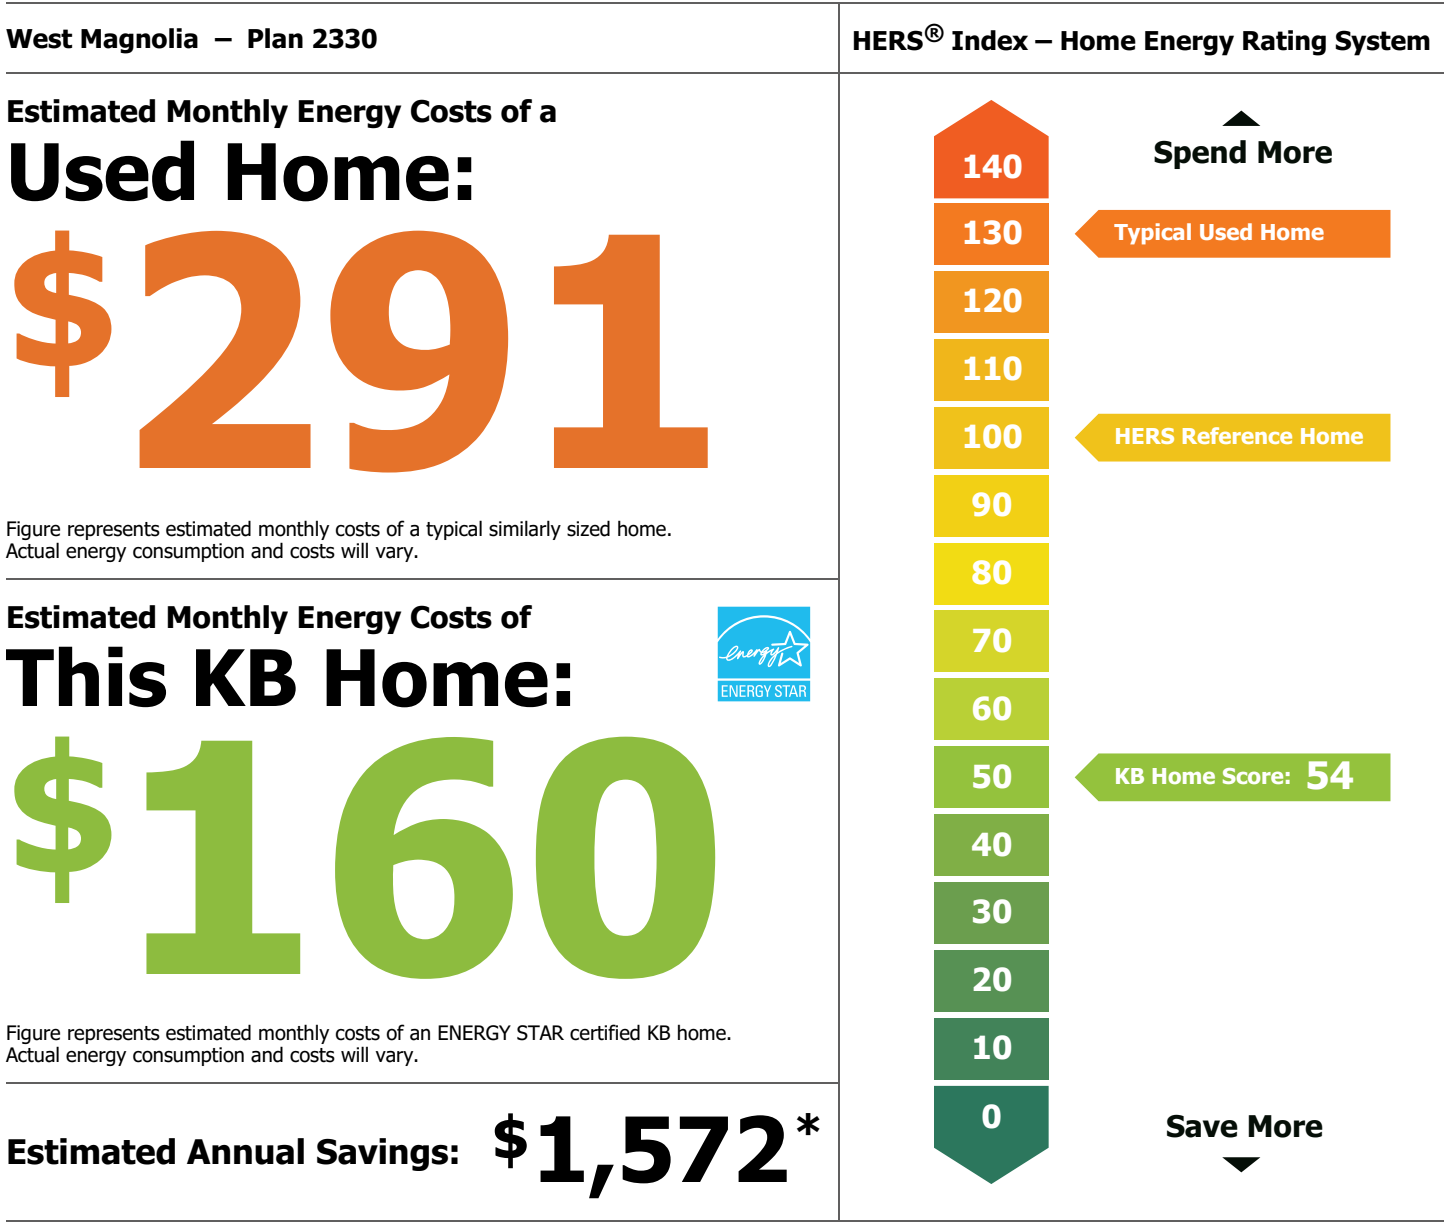 West Magnolia – Plan 2330
Estimated Monthly Energy Costs of a
Used Home:
$291
Figure represents estimated monthly costs of a typical similarly sized home.
Actual energy consumption and costs will vary.
Estimated Monthly Energy Costs of
This KB Home:
energy
ENERGY STAR
$160
Figure represents estimated monthly costs of an ENERGY STAR certified KB home.
Actual energy consumption and costs will vary.
Estimated Annual Savings: $1,572*
HERS® Index – Home Energy Rating System
Spend More
140
130 Typical Used Home
120
110
100 HERS Reference Home
90
80
70
60
50 KB Home Score: 54
40
30
20
10
0
Save More